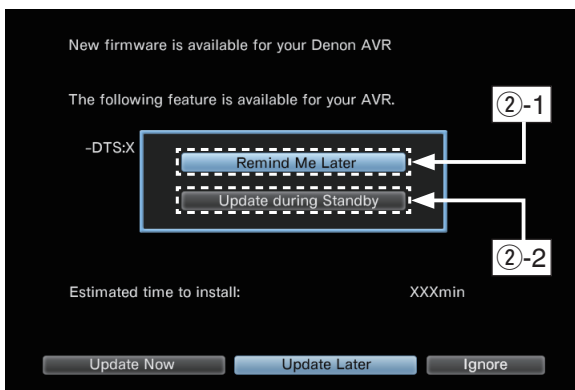 New firmware is available for your Denon AVR
The following feature is available for your AVR.
②-1
-DTS:X
Remind Me Later
Update during Standby
②-2
Estimated time to install: XXXmin
Update Now Update Later Ignore